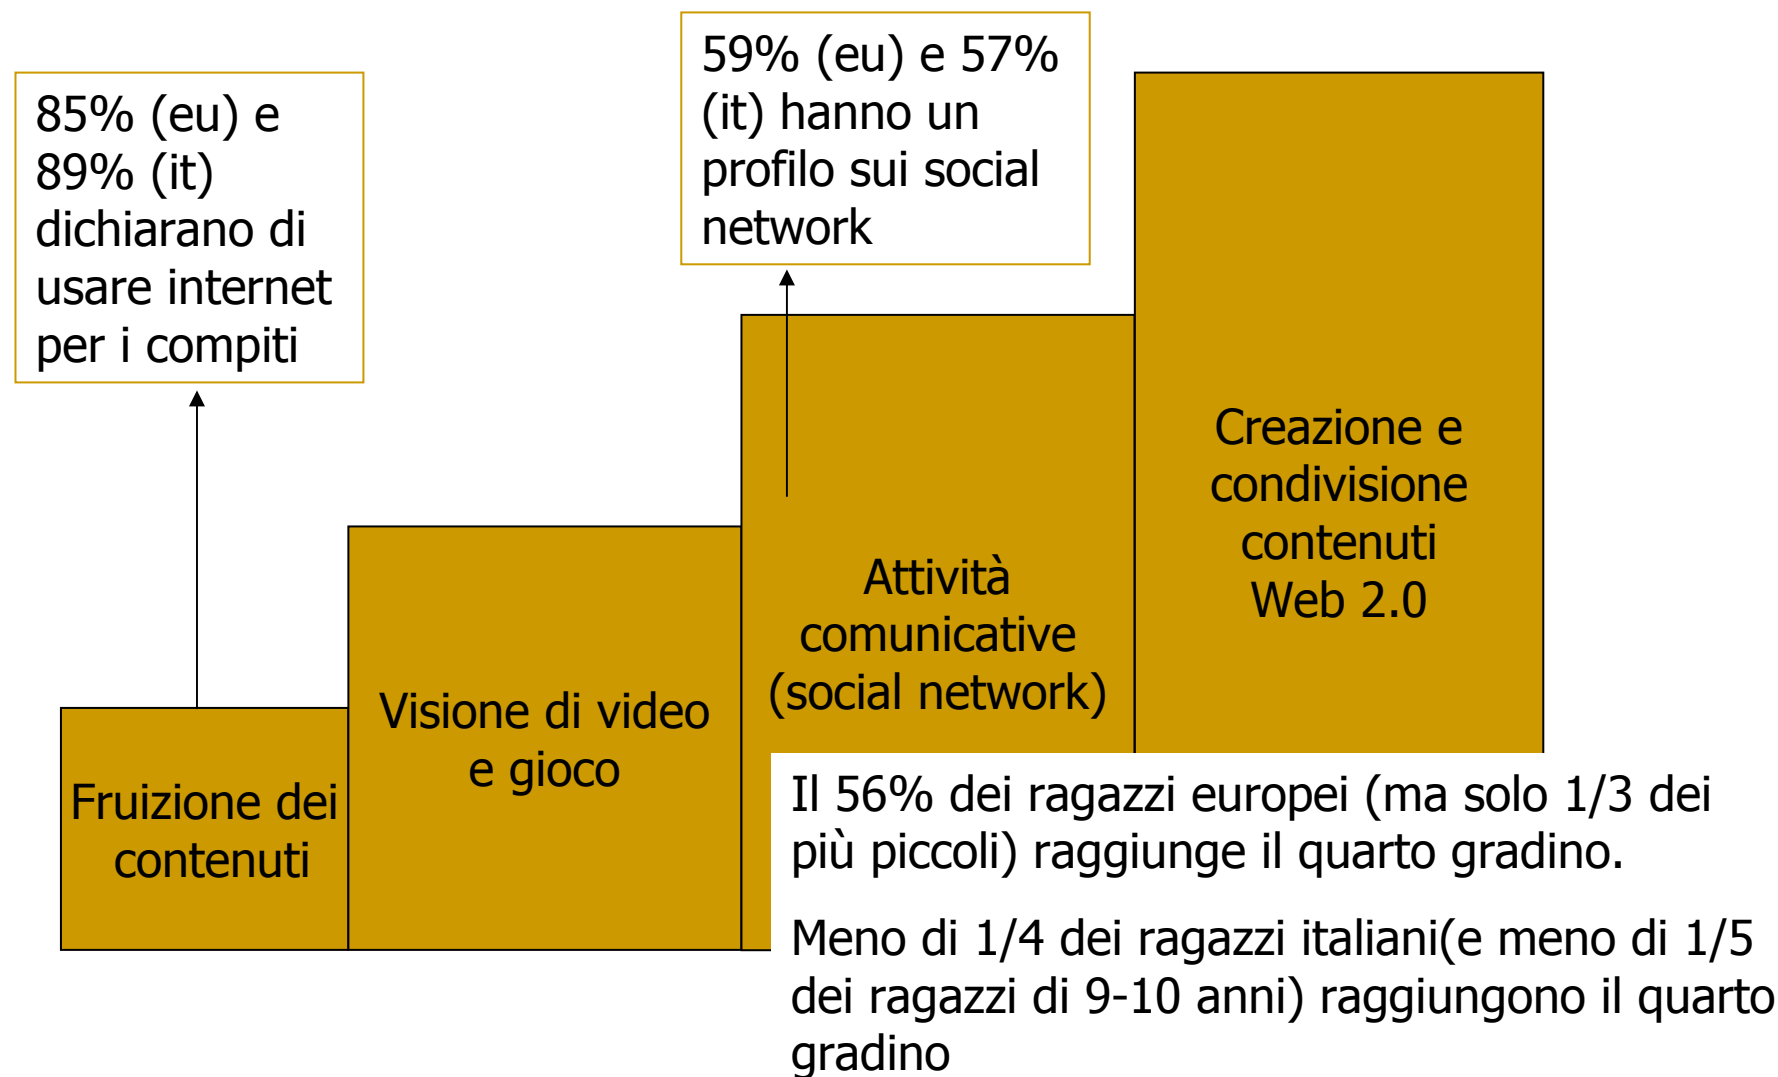 85% (eu) e
89% (it)
dichiarano di
usare internet
per i compiti
59% (eu) e 57%
(it) hanno un
profilo sui social
network
Fruizione dei
contenuti
Visione di video
e gioco
Attività
comunicative
(social network)
Creazione e
condivisione
contenuti
Web 2.0
Il 56% dei ragazzi europei (ma solo 1/3 dei
più piccoli) raggiunge il quarto gradino.
Meno di 1/4 dei ragazzi italiani(e meno di 1/5
dei ragazzi di 9-10 anni) raggiungono il quarto
gradino